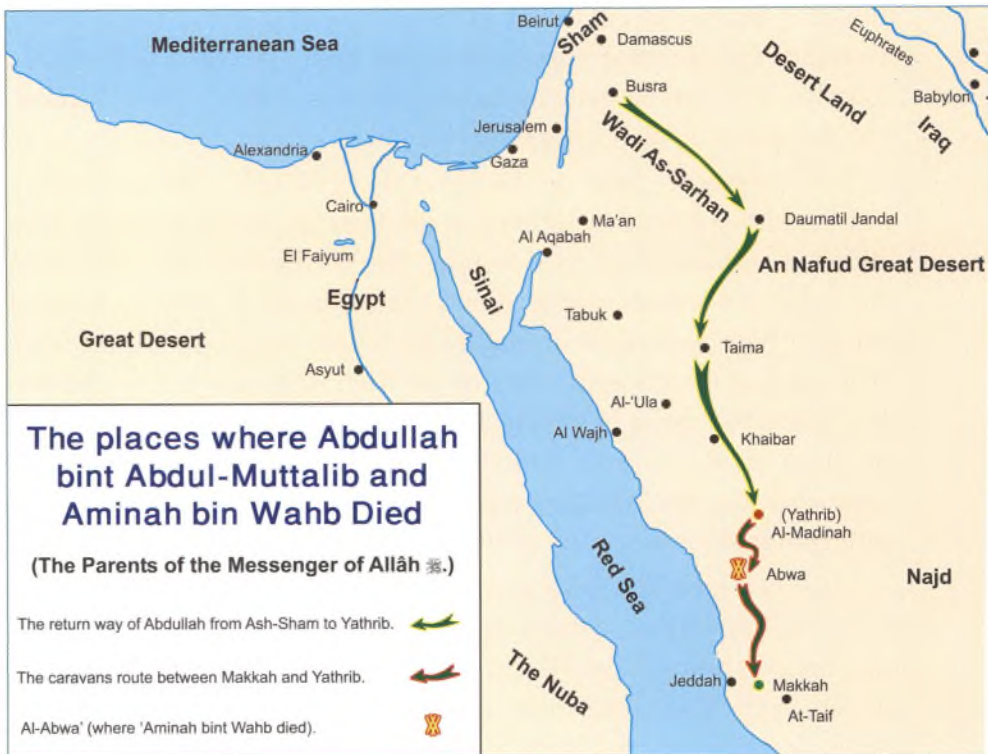 Beirut
Mediterranean Sea
Sham
Damascus
Euphrates
Desert Land
Busra
Babylon
Iraq
Jerusalem
Wadi As-Sarhan
Alexandria
Gaza
Cairo
Ma'an
Daumatil Jandal
Al Aqabah
El Faiyum
An Nafud Great Desert
Sinai
Egypt
Tabuk
Great Desert
Taima
Asyut
Al-'Ula
Al Wajh
Khaibar
The places where Abdullah
bint Abdul-Muttalib and
Aminah bin Wahb Died
(The Parents of the Messenger of Allâh ﷺ.)
The return way of Abdullah from Ash-Sham to Yathrib.
The caravans route between Makkah and Yathrib.
Al-Abwa' (where 'Aminah bint Wahb died).
(Yathrib)
Al-Madinah
Abwa
Najd
Red Sea
The Nuba
Jeddah
Makkah
At-Taif